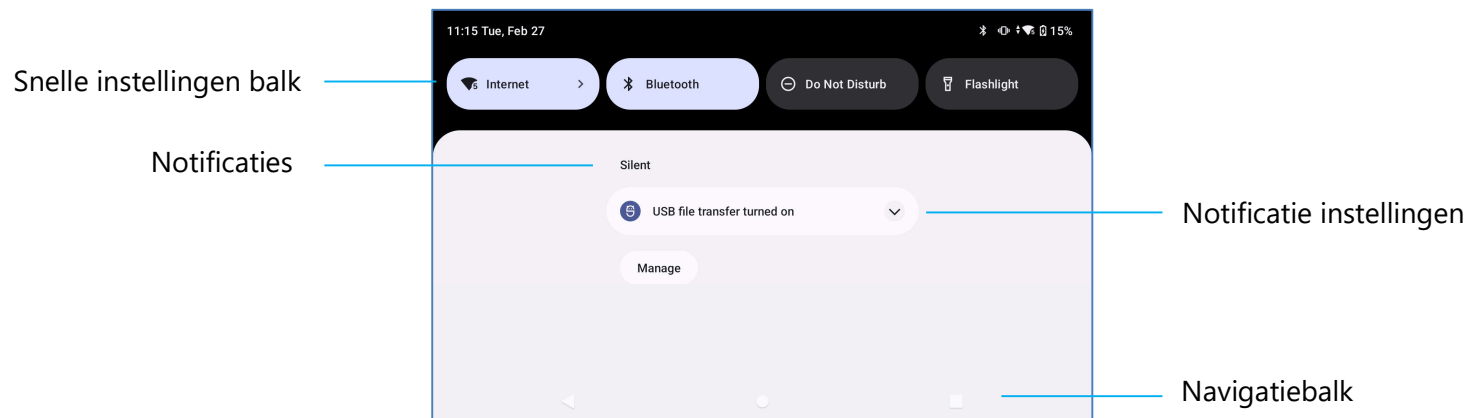 11:15 Tue, Feb 27
15%
Snelle instellingen balk
Internet
Bluetooth
Do Not Disturb
Flashlight
Notificaties
Silent
USB file transfer turned on
Notificatie instellingen
Manage
Navigatiebalk